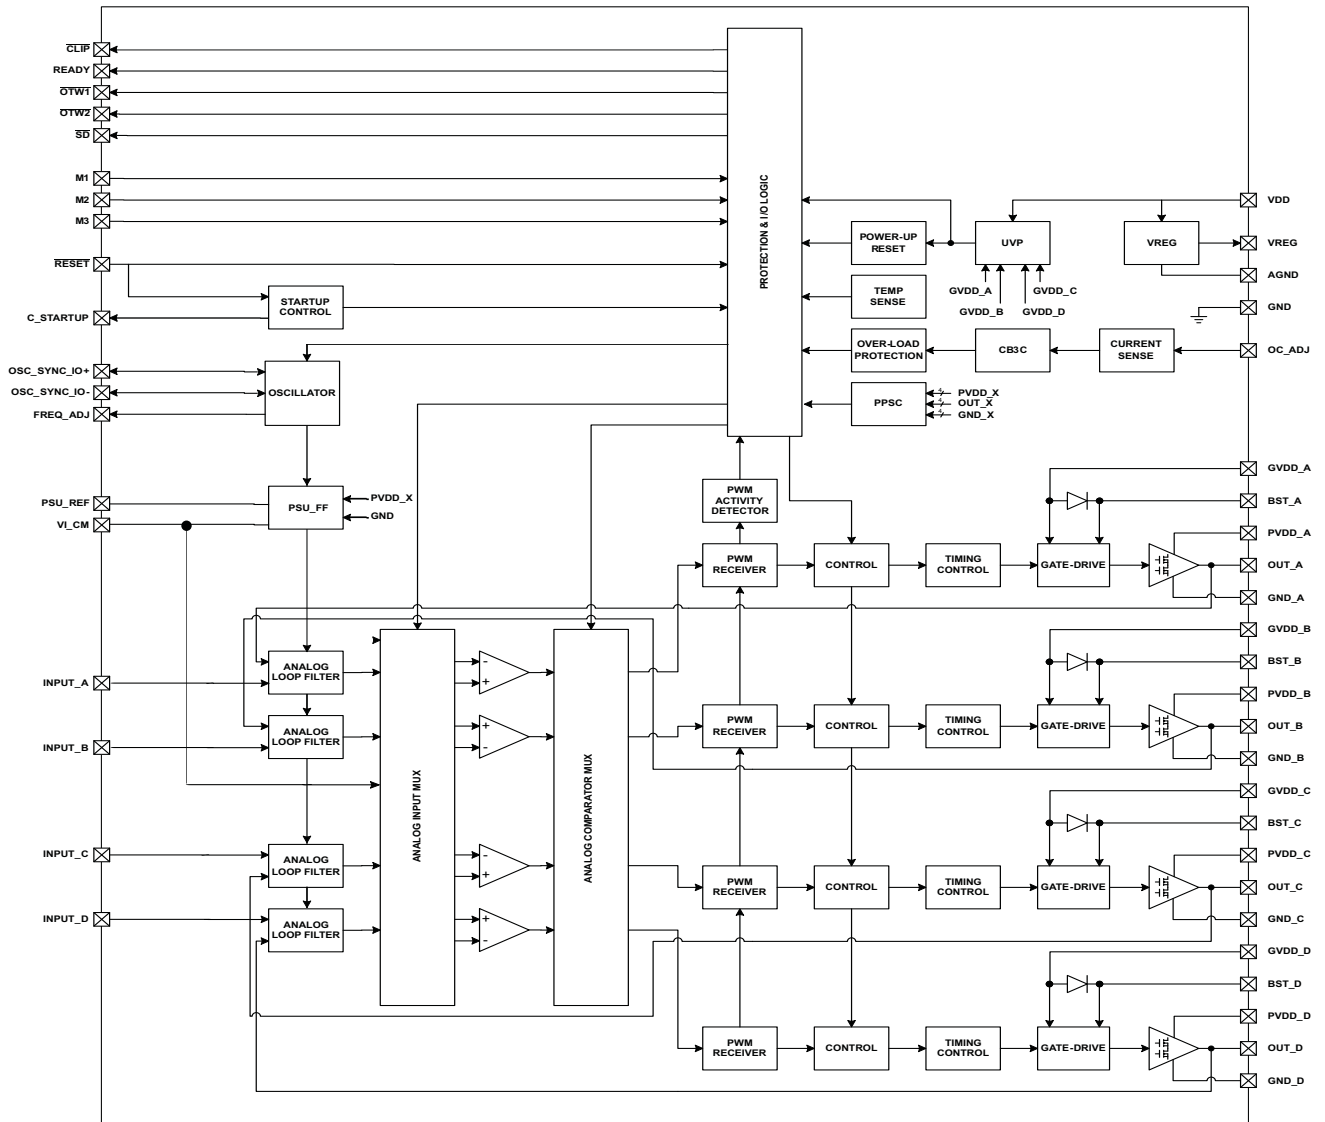 CLIP
READY
OTW1
OTW2
SD
M1
M2
M3
RESET
C_STARTUP
OSC_SYNC_IO+
OSC_SYNC_IO-
FREQ_ADJ
PSU_REF
VI_CM
INPUT_A
INPUT_B
INPUT_C
INPUT_D
STARTUP
CONTROL
OSCILLATOR
PSU_FF
PVDD_X
GND
ANALOG
LOOP FILTER
ANALOG
LOOP FILTER
ANALOG
LOOP FILTER
ANALOG
LOOP FILTER
ANALOG INPUT MUX
-
+
+
-
-
+
+
-
ANALOG COMPARATOR MUX
PROTECTION & I/O LOGIC
POWER-UP
RESET
UVP
VREG
GVDD_A
GVDD_C
GVDD_B
GVDD_D
TEMP
SENSE
OVER-LOAD
PROTECTION
CB3C
CURRENT
SENSE
PPSC
4
PVDD_X
4
OUT_X
4
GND_X
PWM
ACTIVITY
DETECTOR
PWM
RECEIVER
CONTROL
TIMING
CONTROL
GATE-DRIVE
PWM
RECEIVER
CONTROL
TIMING
CONTROL
GATE-DRIVE
PWM
RECEIVER
CONTROL
TIMING
CONTROL
GATE-DRIVE
PWM
RECEIVER
CONTROL
TIMING
CONTROL
GATE-DRIVE
VDD
VREG
AGND
GND
OC_ADJ
GVDD_A
BST_A
PVDD_A
OUT_A
GND_A
GVDD_B
BST_B
PVDD_B
OUT_B
GND_B
GVDD_C
BST_C
PVDD_C
OUT_C
GND_C
GVDD_D
BST_D
PVDD_D
OUT_D
GND_D